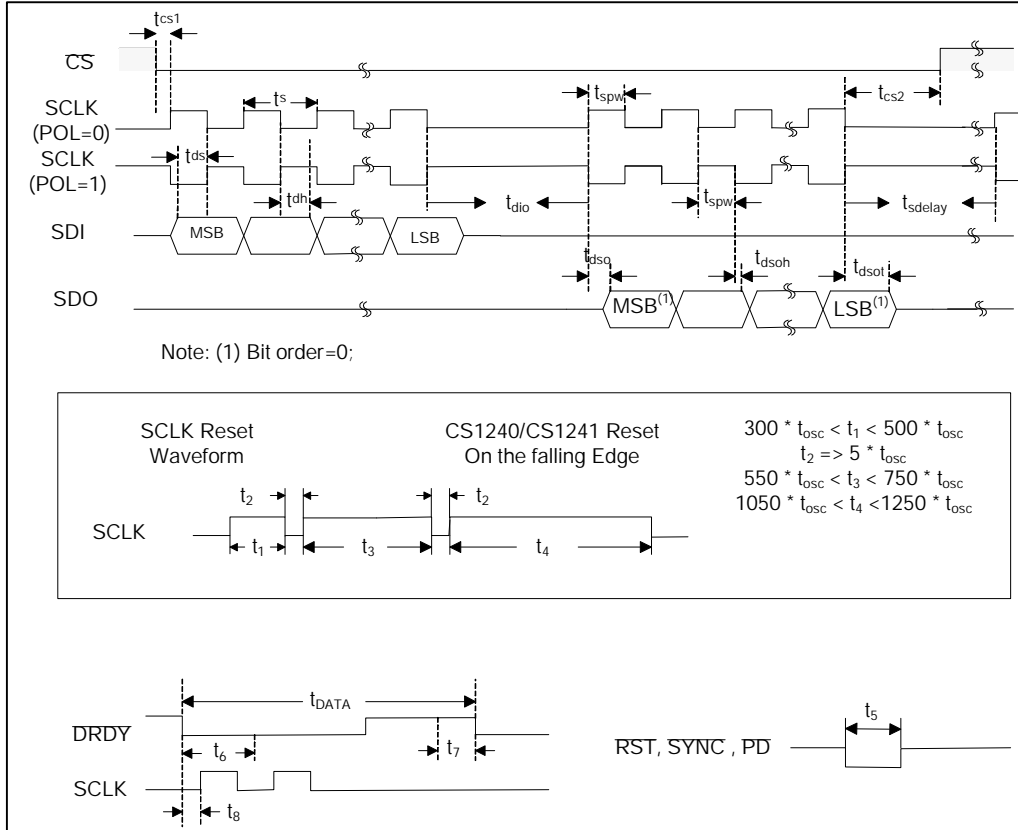 tcs1
CS
SCLK
(POL=0)
ts
tspw
tcs2
SCLK
(POL=1)
tds
tdh
tdio
tspw
tsdelay
SDI
MSB
LSB
tdso
tdsoh
tdsot
SDO
MSB(1)
LSB(1)
Note: (1) Bit order=0;
SCLK Reset
Waveform
CS1240/CS1241 Reset
On the falling Edge
300 * tosc < t1 < 500 * tosc
t2 => 5 * tosc
550 * tosc < t3 < 750 * tosc
1050 * tosc < t4 <1250 * tosc
t2
t2
SCLK
t1
t3
t4
tDATA
DRDY
t6
t7
SCLK
t8
t5
RST, SYNC , PD